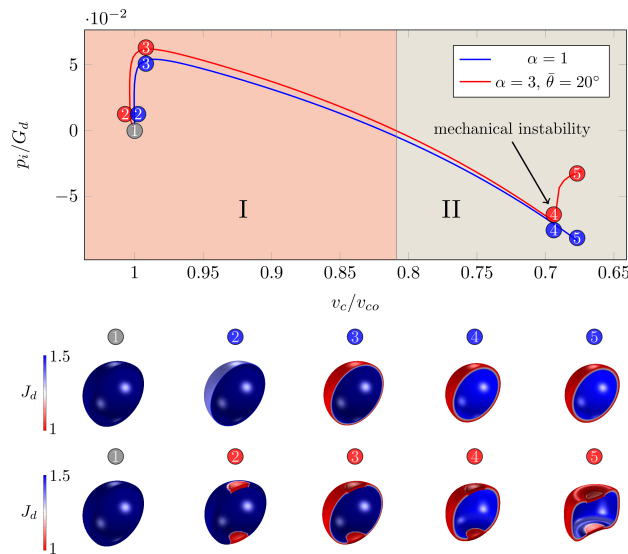 ·10⁻²
5
0
−5
p_i/G_d
α = 1
α = 3, θ̄ = 20°
mechanical instability
I
II
1
2
2
3
3
4
4
5
5
1 0.95 0.9 0.85 0.8 0.75 0.7 0.65
v_c/v_co
1 2 3 4 5
1.5
J_d
1
1 2 3 4 5
1.5
J_d
1